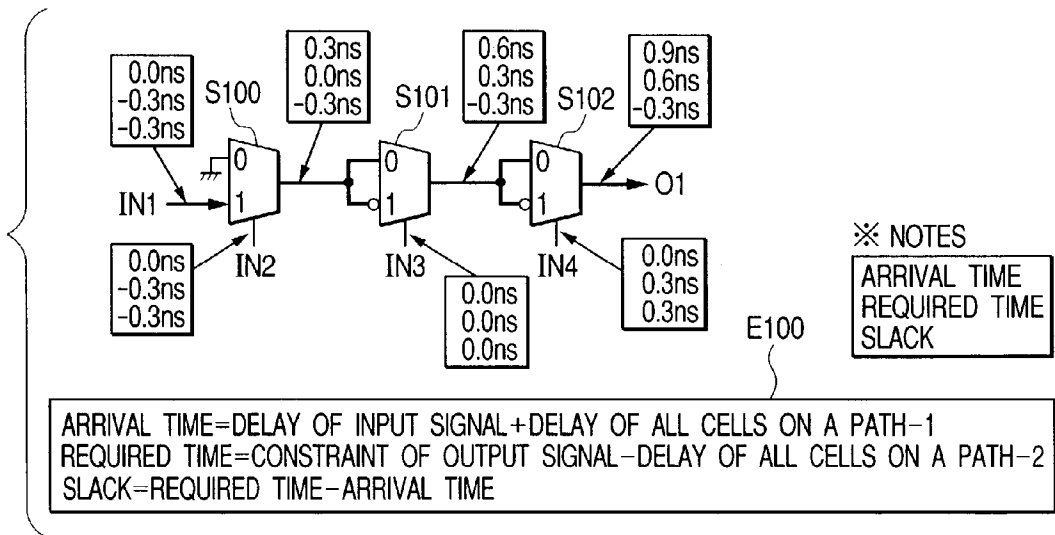 0.0ns
-0.3ns
-0.3ns
S100
0.3ns
0.0ns
-0.3ns
S101
0.6ns
0.3ns
-0.3ns
S102
0.9ns
0.6ns
-0.3ns
0
1
0
1
0
1
IN1
O1
IN2
IN3
IN4
0.0ns
-0.3ns
-0.3ns
0.0ns
0.0ns
0.0ns
0.0ns
0.3ns
0.3ns
※ NOTES
ARRIVAL TIME
REQUIRED TIME
SLACK
E100
ARRIVAL TIME=DELAY OF INPUT SIGNAL+DELAY OF ALL CELLS ON A PATH-1
REQUIRED TIME=CONSTRAINT OF OUTPUT SIGNAL-DELAY OF ALL CELLS ON A PATH-2
SLACK=REQUIRED TIME-ARRIVAL TIME